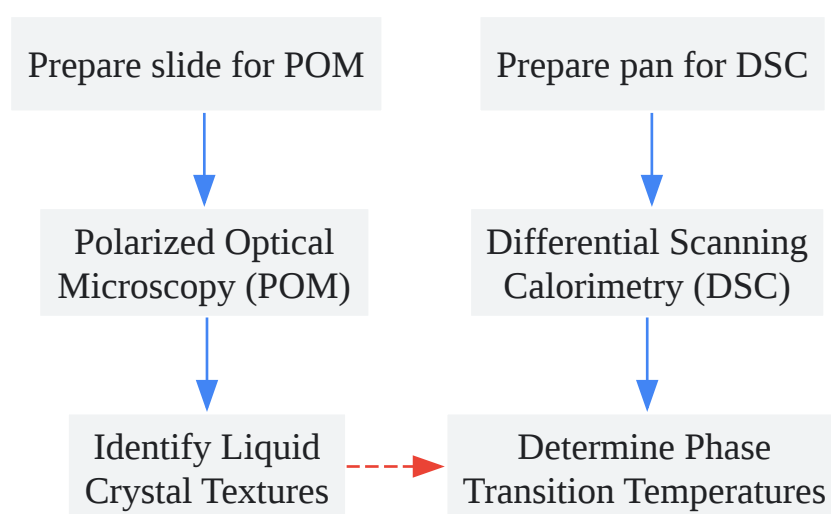 Prepare slide for POM
Prepare pan for DSC
Polarized Optical
Microscopy (POM)
Differential Scanning
Calorimetry (DSC)
Identify Liquid
Crystal Textures
Determine Phase
Transition Temperatures